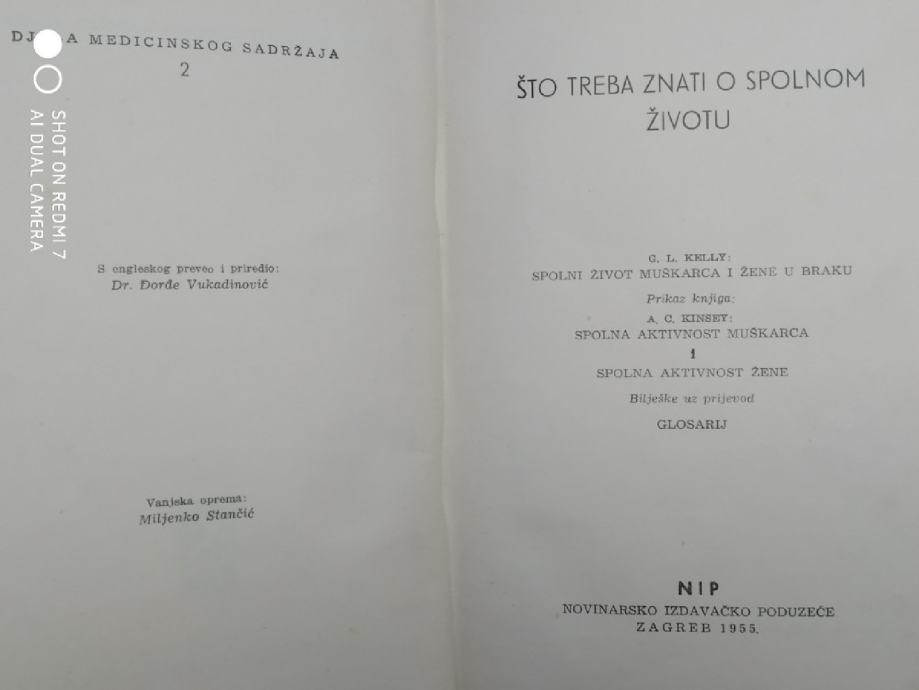 DJELA MEDICINSKOG SADRŽAJA
2
S engleskog preveo i priredio:
Dr. Đorđe Vukadinović
Vanjska oprema:
Miljenko Stančić
ŠTO TREBA ZNATI O SPOLNOM
ŽIVOTU
G. L. KELLY:
SPOLNI ŽIVOT MUŠKARCA I ŽENE U BRAKU
Prikaz knjiga:
A. C. KINSEY:
SPOLNA AKTIVNOST MUŠKARCA
i
SPOLNA AKTIVNOST ŽENE
Bilješke uz prijevod
GLOSARIJ
NIP
NOVINARSKO IZDAVAČKO PODUZEĆE
ZAGREB 1955.
SHOT ON REDMI 7
AI DUAL CAMERA